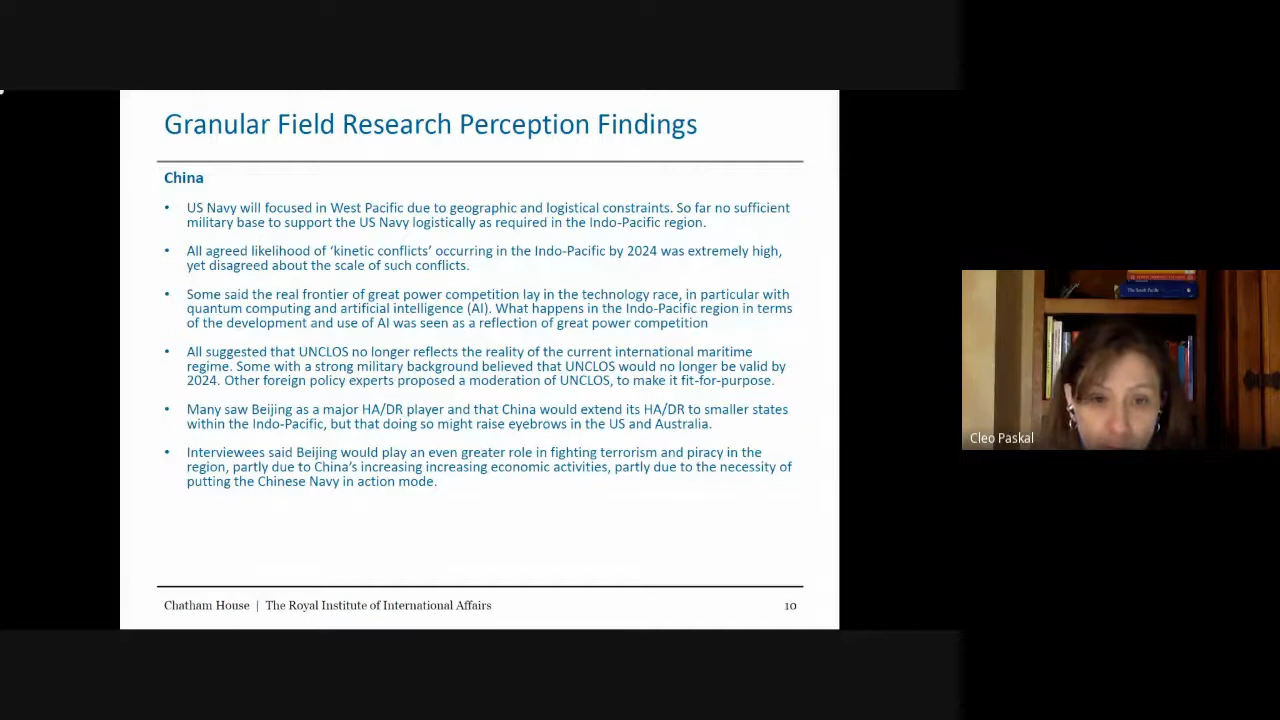 Granular Field Research Perception Findings
China
• US Navy will focused in West Pacific due to geographic and logistical constraints. So far no sufficient
military base to support the US Navy logistically as required in the Indo-Pacific region.
• All agreed likelihood of ‘kinetic conflicts’ occurring in the Indo-Pacific by 2024 was extremely high,
yet disagreed about the scale of such conflicts.
• Some said the real frontier of great power competition lay in the technology race, in particular with
quantum computing and artificial intelligence (AI). What happens in the Indo-Pacific region in terms
of the development and use of AI was seen as a reflection of great power competition
• All suggested that UNCLOS no longer reflects the reality of the current international maritime
regime. Some with a strong military background believed that UNCLOS would no longer be valid by
2024. Other foreign policy experts proposed a moderation of UNCLOS, to make it fit-for-purpose.
• Many saw Beijing as a major HA/DR player and that China would extend its HA/DR to smaller states
within the Indo-Pacific, but that doing so might raise eyebrows in the US and Australia.
• Interviewees said Beijing would play an even greater role in fighting terrorism and piracy in the
region, partly due to China’s increasing increasing economic activities, partly due to the necessity of
putting the Chinese Navy in action mode.
Chatham House | The Royal Institute of International Affairs 10
The South Pacific
Cleo Paskal